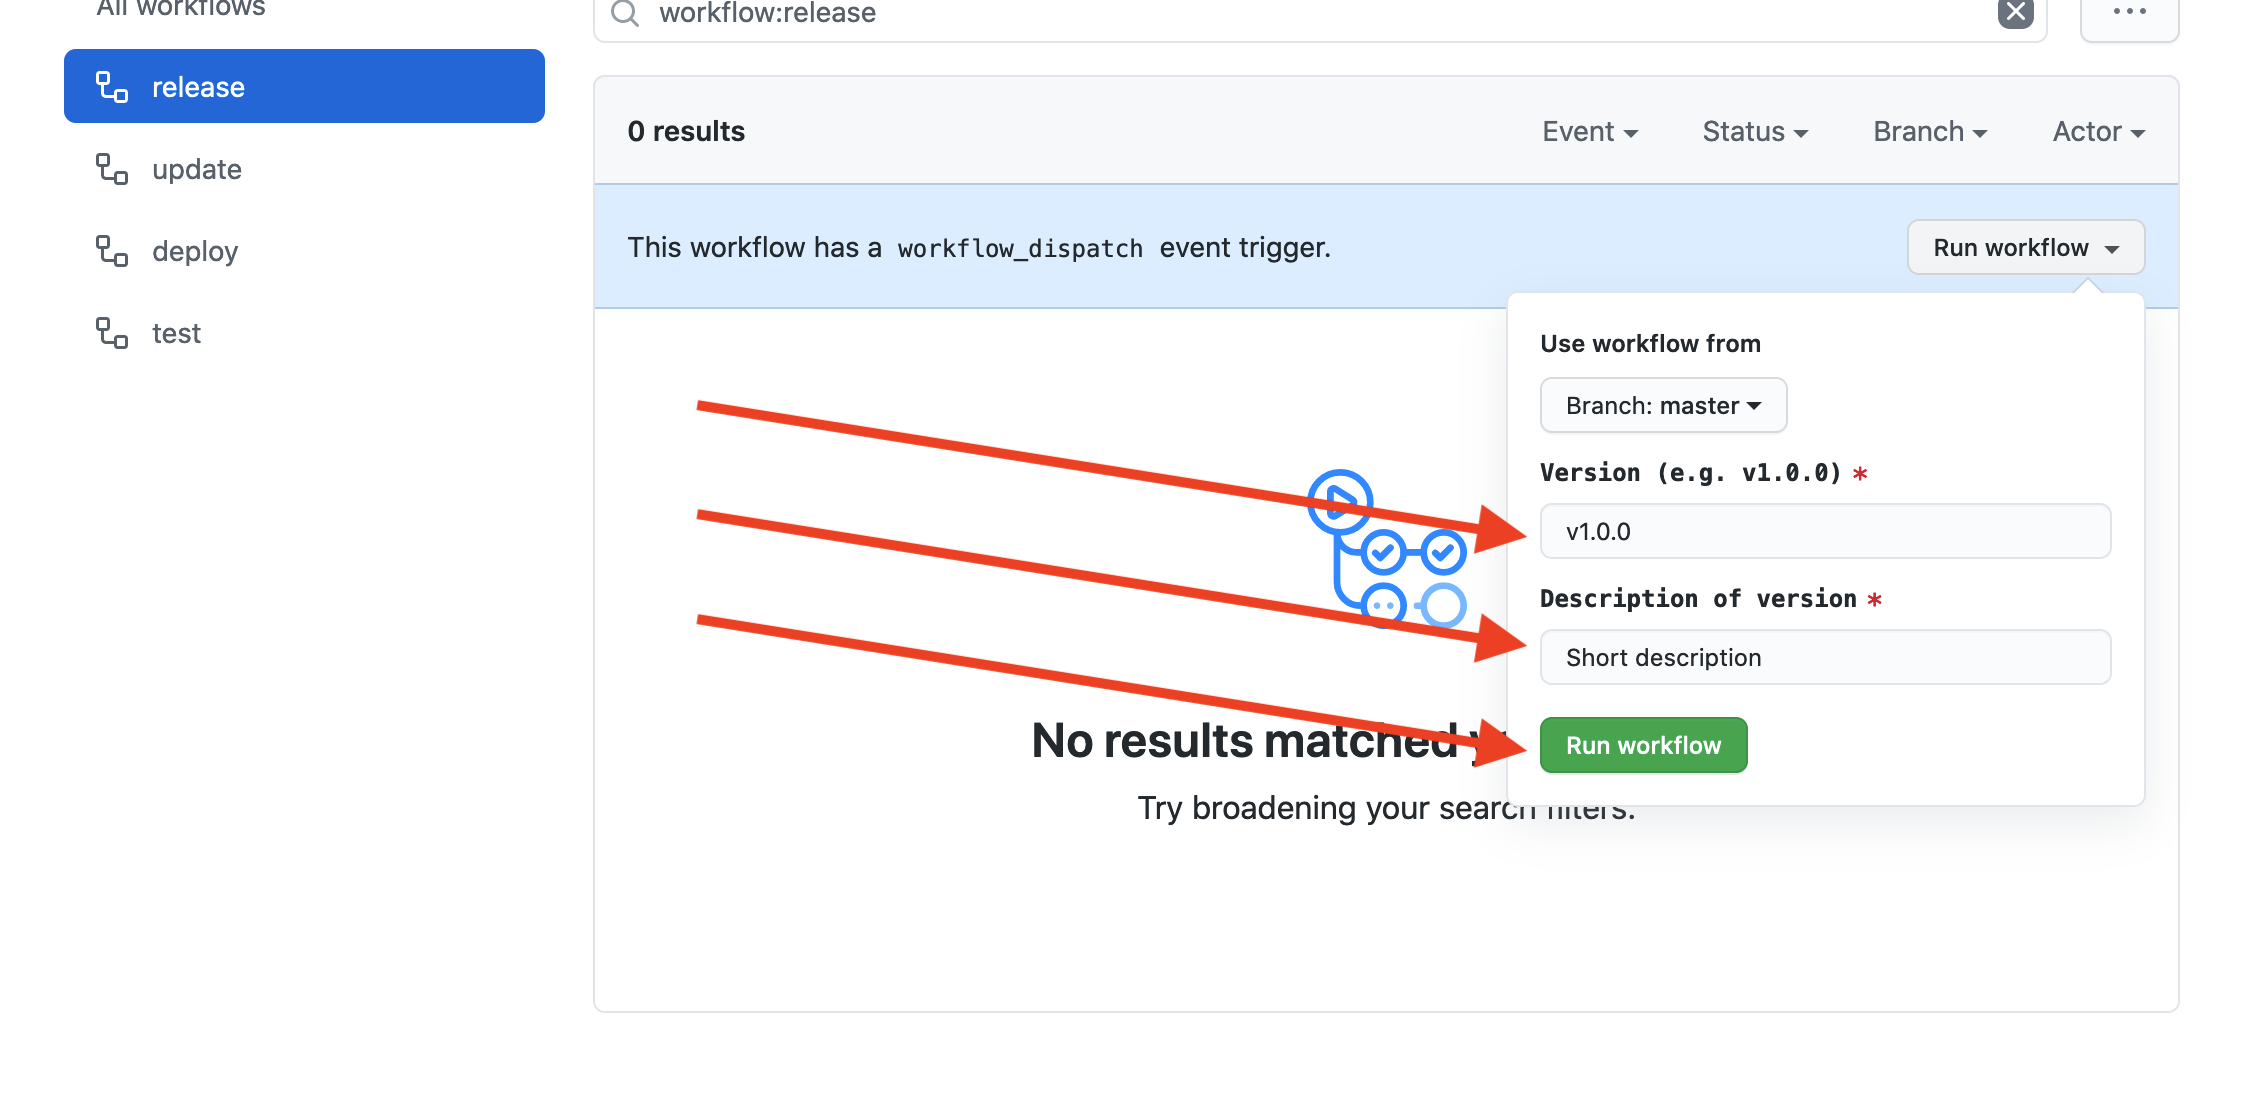 All workflows
release
update
deploy
test
workflow:release
0 results
Event
Status
Branch
Actor
This workflow has a workflow_dispatch event trigger.
Run workflow
Use workflow from
Branch: master
Version (e.g. v1.0.0) *
v1.0.0
Description of version *
Short description
Run workflow
No results matched
Try broadening your search filters.